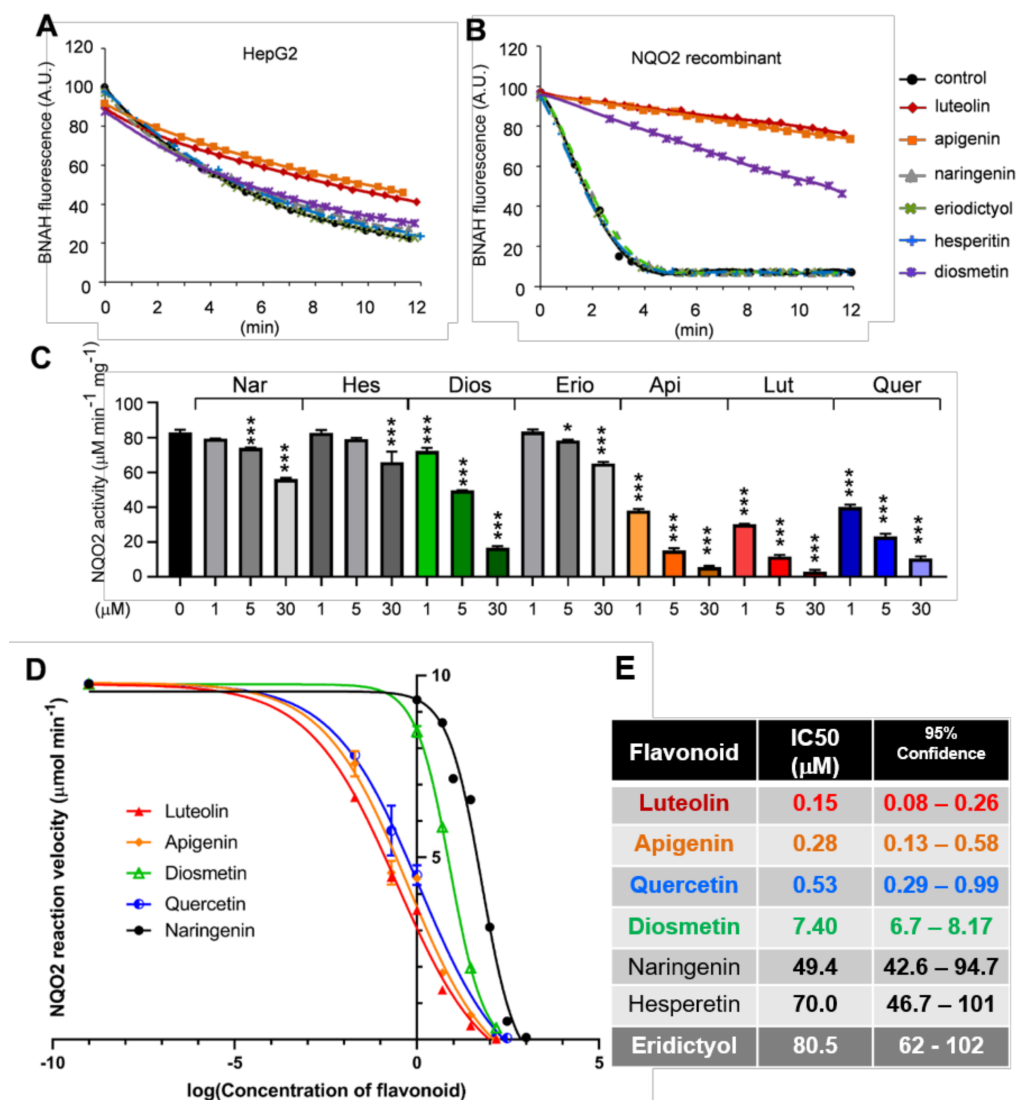 A
HepG2
BNAH fluorescence (A.U.)
120
100
80
60
40
20
0
0 2 4 6 8 10 12
(min)
B
NQO2 recombinant
BNAH fluorescence (A.U.)
120
100
80
60
40
20
0
0 2 4 6 8 10 12
(min)
control
luteolin
apigenin
naringenin
eriodictyol
hesperitin
diosmetin
C
NQO2 activity (μM min-1 mg-1)
Nar Hes Dios Erio Api Lut Quer
100
80
60
40
20
0
*** *** *** *** *** *** * *** *** *** *** *** *** *** *** *** ***
(μM) 0 1 5 30 1 5 30 1 5 30 1 5 30 1 5 30 1 5 30 1 5 30
D
NQO2 reaction velocity (μmol min-1)
10
5
Luteolin
Apigenin
Diosmetin
Quercetin
Naringenin
-10 -5 0 5
log(Concentration of flavonoid)
E
Flavonoid IC50 (μM) 95% Confidence
Luteolin 0.15 0.08 – 0.26
Apigenin 0.28 0.13 – 0.58
Quercetin 0.53 0.29 – 0.99
Diosmetin 7.40 6.7 – 8.17
Naringenin 49.4 42.6 – 94.7
Hesperetin 70.0 46.7 – 101
Eridictyol 80.5 62 - 102